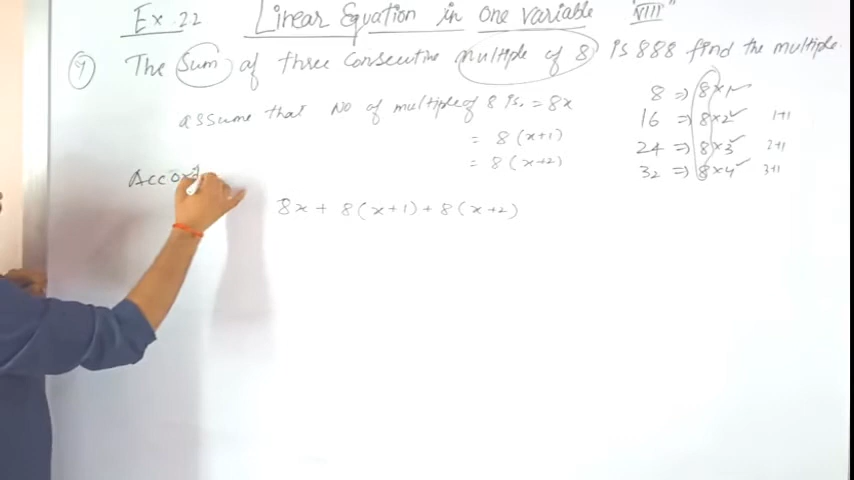 Ex. 22 Linear Equation in one variable "VIII"
(7) The Sum of three Consecutive multiple of 8 is 888 find the multiple.
assume that No of multiple of 8 is. = 8x
= 8(x+1)
= 8(x+2)
8 => 8×1
16 => 8×2 1+1
24 => 8×3 2+1
32 => 8×4 3+1
Accord
8x + 8(x+1) + 8(x+2)